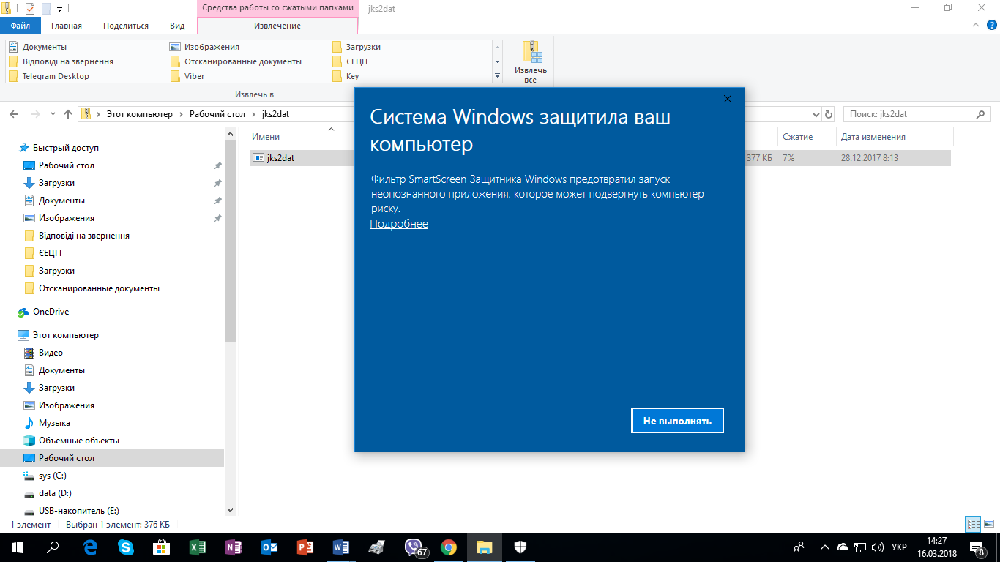 Средства работы со сжатыми папками
jks2dat
Файл
Главная
Поделиться
Вид
Извлечение
Документы
Изображения
Загрузки
Відповіді на звернення
Отсканированные документы
ЄЕЦП
Telegram Desktop
Viber
Key
Извлечь
все
Извлечь в
Этот компьютер
Рабочий стол
jks2dat
Поиск: jks2dat
Имени
Сжатие
Дата изменения
jks2dat
377 КБ
7%
28.12.2017 8:13
Быстрый доступ
Рабочий стол
Загрузки
Документы
Изображения
Відповіді на звернення
ЄЕЦП
Загрузки
Отсканированные документы
OneDrive
Этот компьютер
Видео
Документы
Загрузки
Изображения
Музыка
Объемные объекты
Рабочий стол
sys (C:)
data (D:)
USB-накопитель (E:)
Система Windows защитила ваш
компьютер
Фильтр SmartScreen Защитника Windows предотвратил запуск
неопознанного приложения, которое может подвергнуть компьютер
риску.
Подробнее
Не выполнять
1 элемент
Выбран 1 элемент: 376 КБ
67
УКР
14:27
16.03.2018
8